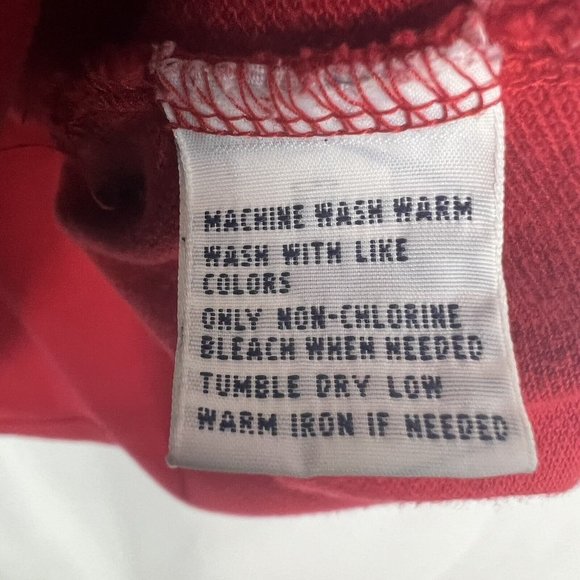 MACHINE WASH WARM
WASH WITH LIKE
COLORS
ONLY NON-CHLORINE
BLEACH WHEN NEEDED
TUMBLE DRY LOW
WARM IRON IF NEEDED